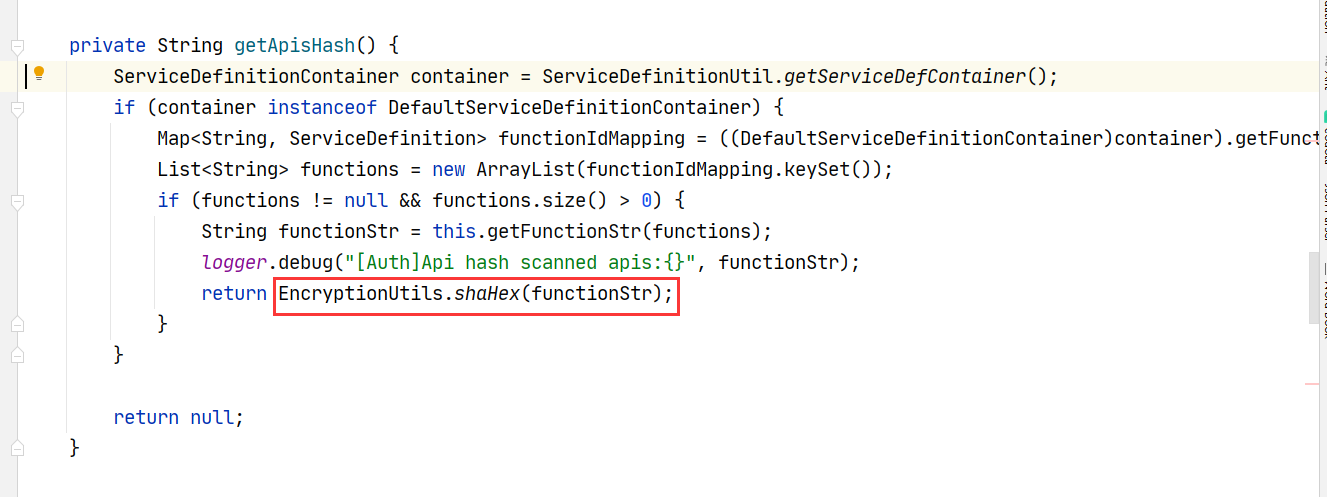 private String getApisHash() {
ServiceDefinitionContainer container = ServiceDefinitionUtil.getServiceDefContainer();
if (container instanceof DefaultServiceDefinitionContainer) {
Map<String, ServiceDefinition> functionIdMapping = ((DefaultServiceDefinitionContainer)container).getFunct
List<String> functions = new ArrayList(functionIdMapping.keySet());
if (functions != null && functions.size() > 0) {
String functionStr = this.getFunctionStr(functions);
logger.debug("[Auth]Api hash scanned apis:{}", functionStr);
return EncryptionUtils.shaHex(functionStr);
}
}
return null;
}